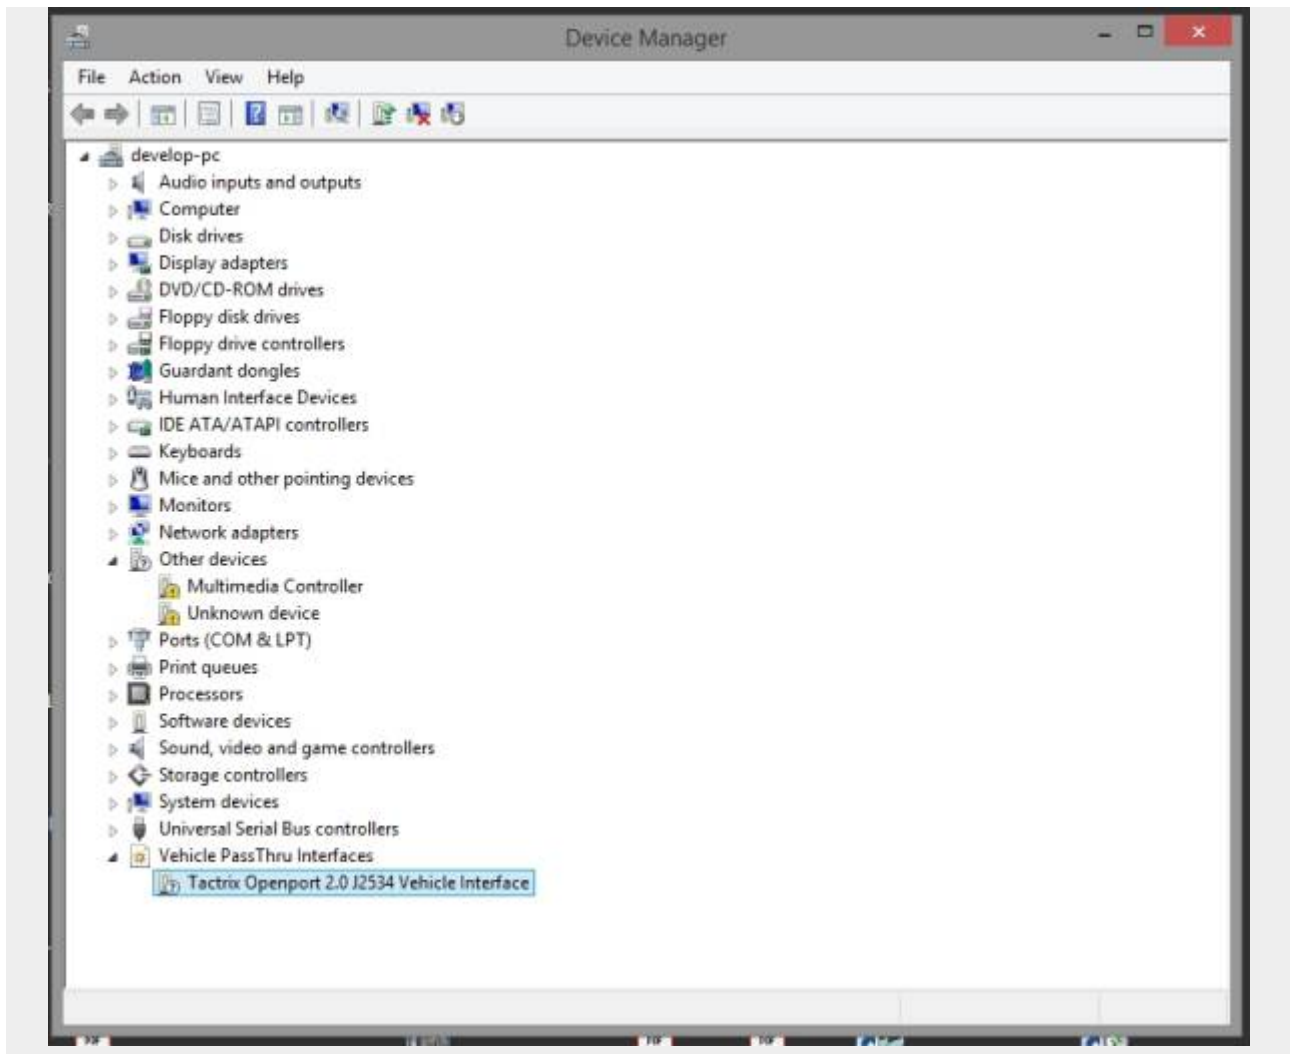 Device Manager
File Action View Help
develop-pc
Audio inputs and outputs
Computer
Disk drives
Display adapters
DVD/CD-ROM drives
Floppy disk drives
Floppy drive controllers
Guardant dongles
Human Interface Devices
IDE ATA/ATAPI controllers
Keyboards
Mice and other pointing devices
Monitors
Network adapters
Other devices
Multimedia Controller
Unknown device
Ports (COM & LPT)
Print queues
Processors
Software devices
Sound, video and game controllers
Storage controllers
System devices
Universal Serial Bus controllers
Vehicle PassThru Interfaces
Tactrix Openport 2.0 J2534 Vehicle Interface